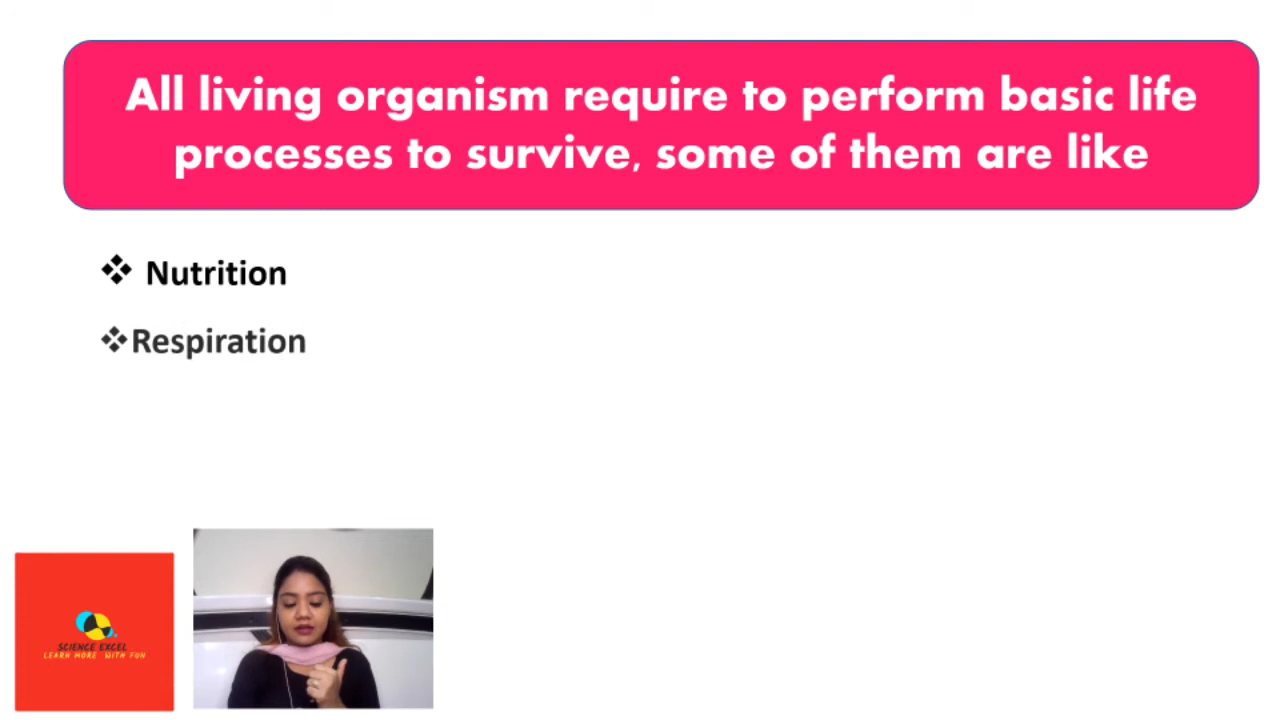 All living organism require to perform basic life
processes to survive, some of them are like
Nutrition
Respiration
SCIENCE EXCEL
LEARN MORE WITH FUN